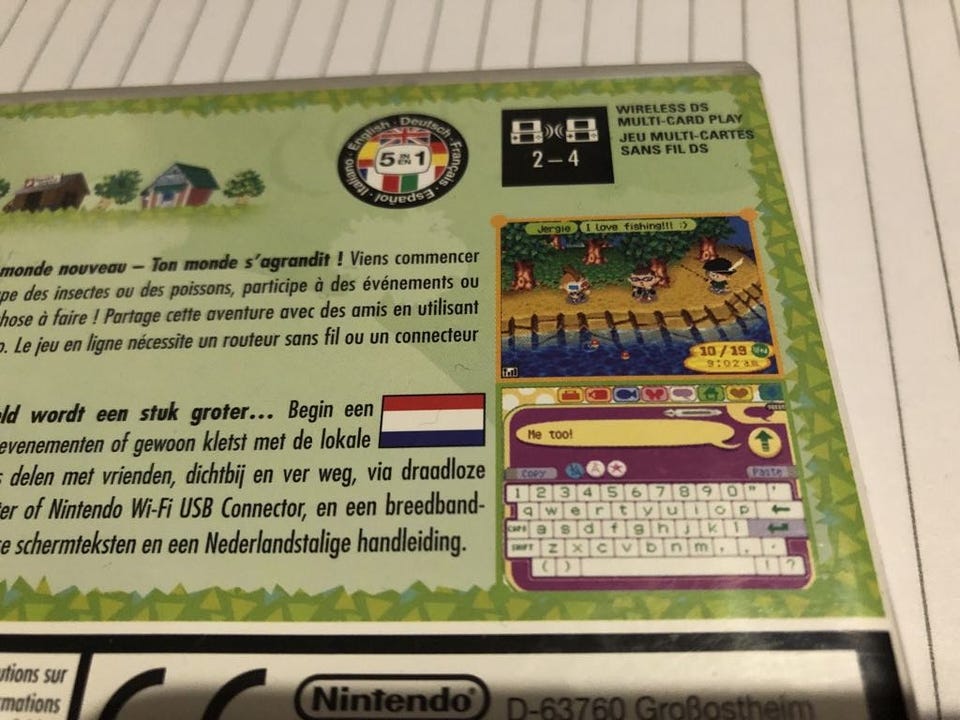 English · Deutsch · Français · Español · Italiano
5 IN EN 1
2–4
WIRELESS DS
MULTI-CARD PLAY
JEU MULTI-CARTES
SANS FIL DS
monde nouveau – Ton monde s'agrandit ! Viens commencer
pe des insectes ou des poissons, participe à des événements ou
hose à faire ! Partage cette aventure avec des amis en utilisant
o. Le jeu en ligne nécessite un routeur sans fil ou un connecteur
Jergie I love fishing!!! :)
10 / 19
9:02 am
ld wordt een stuk groter... Begin een
evenementen of gewoon kletst met de lokale
s delen met vrienden, dichtbij en ver weg, via draadloze
ter of Nintendo Wi-Fi USB Connector, en een breedband-
e schermteksten en een Nederlandstalige handleiding.
Me too!
Copy Paste
1 2 3 4 5 6 7 8 9 0 " '
q w e r t y u i o p
CAPS a s d f g h j k l
SHIFT z x c v b n m , .
( ) ! ?
utions sur
rmations
CE
Nintendo®
D-63760 Großostheim